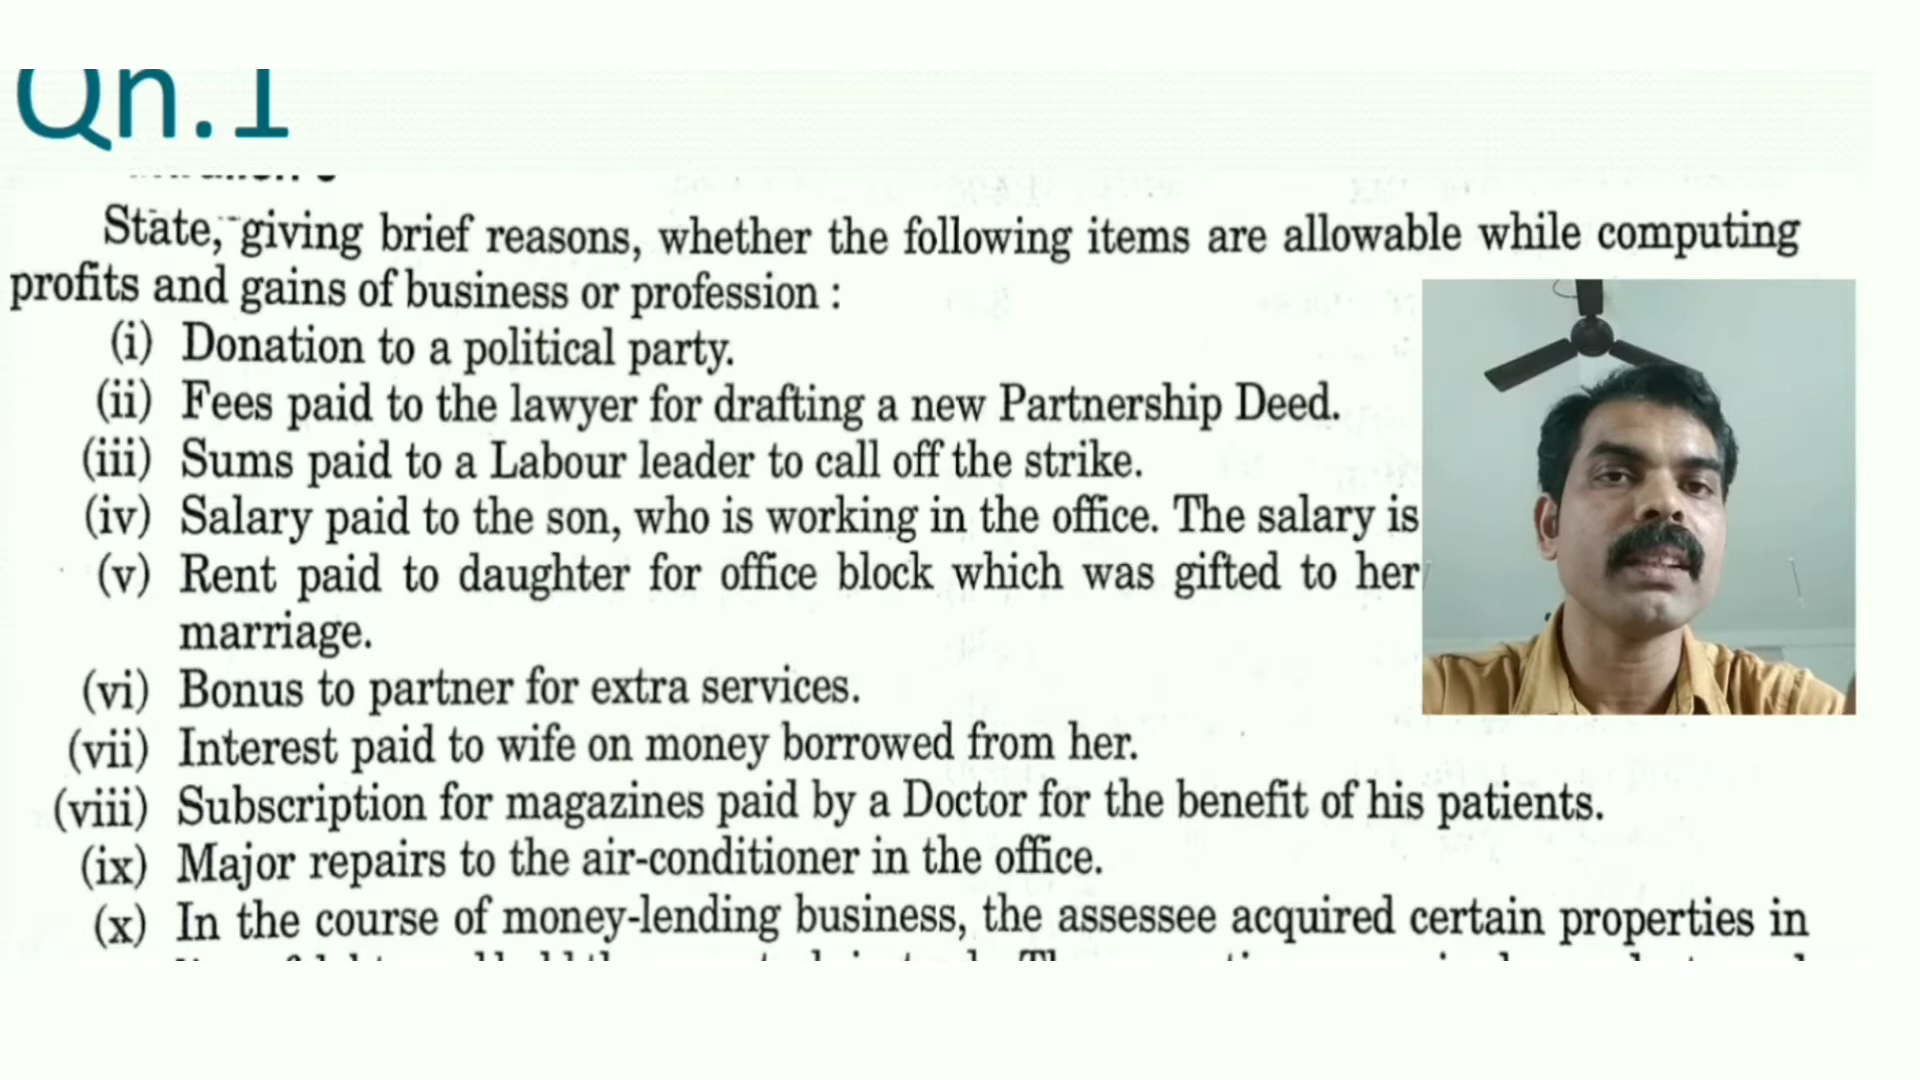 Qn.1
State, giving brief reasons, whether the following items are allowable while computing
profits and gains of business or profession :
(i) Donation to a political party.
(ii) Fees paid to the lawyer for drafting a new Partnership Deed.
(iii) Sums paid to a Labour leader to call off the strike.
(iv) Salary paid to the son, who is working in the office. The salary is
(v) Rent paid to daughter for office block which was gifted to her
marriage.
(vi) Bonus to partner for extra services.
(vii) Interest paid to wife on money borrowed from her.
(viii) Subscription for magazines paid by a Doctor for the benefit of his patients.
(ix) Major repairs to the air-conditioner in the office.
(x) In the course of money-lending business, the assessee acquired certain properties in